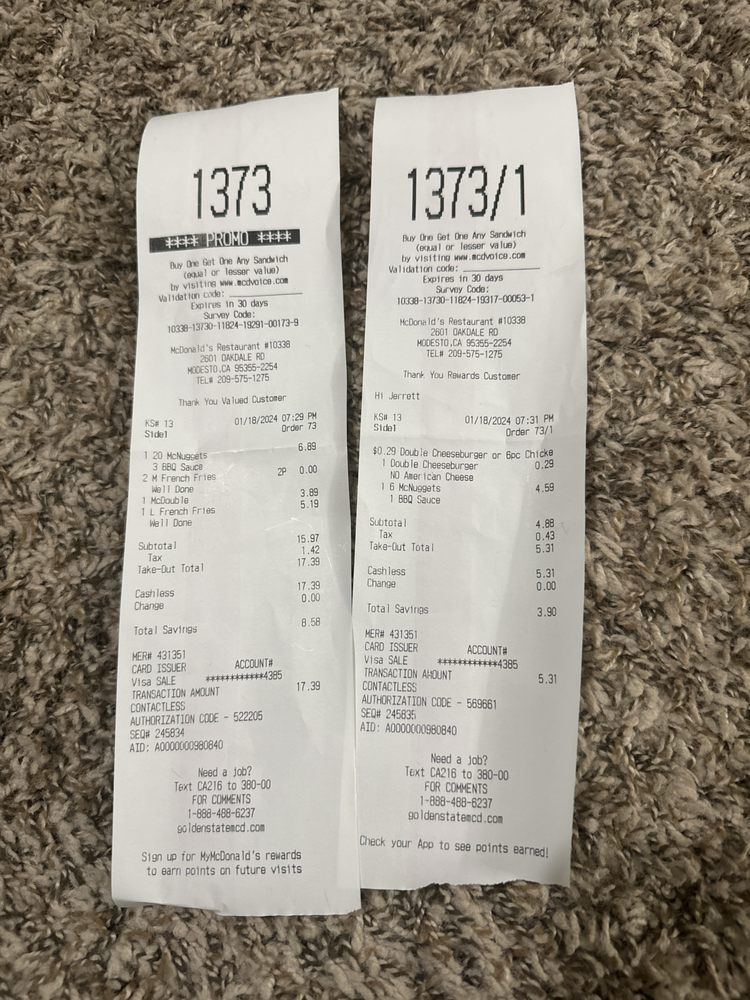 1373
**** PROMO ****
Buy One Get One Any Sandwich
(equal or lesser value)
by visiting www.mcdvoice.com
Validation code: ____________
Expires in 30 days
Survey Code:
10338-13730-11824-19291-00173-9
McDonald's Restaurant #10338
2601 OAKDALE RD
MODESTO,CA 95355-2254
TEL# 209-575-1275
Thank You Valued Customer
KS# 13 01/18/2024 07:29 PM
Side1 Order 73
1 20 McNuggets 6.89
3 BBQ Sauce
2 M French Fries 2P 0.00
Well Done
1 McDouble 3.89
1 L French Fries 5.19
Well Done
Subtotal 15.97
Tax 1.42
Take-Out Total 17.39
Cashless 17.39
Change 0.00
Total Savings 8.58
MER# 431351
CARD ISSUER ACCOUNT#
Visa SALE ************4385
TRANSACTION AMOUNT 17.39
CONTACTLESS
AUTHORIZATION CODE - 522205
SEQ# 245834
AID: A0000000980840
Need a job?
Text CA216 to 380-00
FOR COMMENTS
1-888-488-6237
goldenstatemcd.com
Sign up for MyMcDonald's rewards
to earn points on future visits
1373/1
Buy One Get One Any Sandwich
(equal or lesser value)
by visiting www.mcdvoice.com
Validation code: ____________
Expires in 30 days
Survey Code:
10338-13730-11824-19317-00053-1
McDonald's Restaurant #10338
2601 OAKDALE RD
MODESTO,CA 95355-2254
TEL# 209-575-1275
Thank You Rewards Customer
Hi Jerrett
KS# 13 01/18/2024 07:31 PM
Side1 Order 73/1
$0.29 Double Cheeseburger or 6pc Chicke
1 Double Cheeseburger 0.29
NO American Cheese
1 6 McNuggets 4.59
1 BBQ Sauce
Subtotal 4.88
Tax 0.43
Take-Out Total 5.31
Cashless 5.31
Change 0.00
Total Savings 3.90
MER# 431351
CARD ISSUER ACCOUNT#
Visa SALE ************4385
TRANSACTION AMOUNT 5.31
CONTACTLESS
AUTHORIZATION CODE - 569661
SEQ# 245835
AID: A0000000980840
Need a job?
Text CA216 to 380-00
FOR COMMENTS
1-888-488-6237
goldenstatemcd.com
Check your App to see points earned!